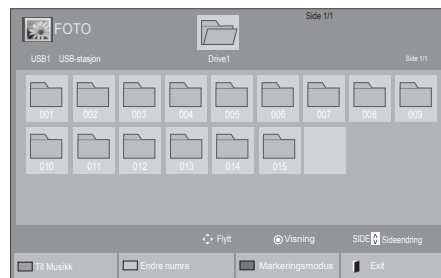 Side 1/1
FOTO
USB1 USB-stasjon Drive1 Side 1/1
001 002 003 004 005 006 007 008 009
010 011 012 013 014 015
Flytt Visning SIDE Sideendring
Til Musikk Endre numre Markeringsmodus Exit